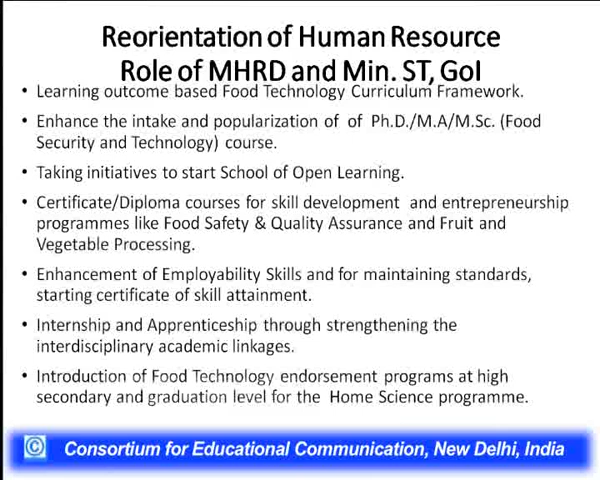 Reorientation of Human Resource
Role of MHRD and Min. ST, GoI
• Learning outcome based Food Technology Curriculum Framework.
• Enhance the intake and popularization of of Ph.D./M.A/M.Sc. (Food
Security and Technology) course.
• Taking initiatives to start School of Open Learning.
• Certificate/Diploma courses for skill development and entrepreneurship
programmes like Food Safety & Quality Assurance and Fruit and
Vegetable Processing.
• Enhancement of Employability Skills and for maintaining standards,
starting certificate of skill attainment.
• Internship and Apprenticeship through strengthening the
interdisciplinary academic linkages.
• Introduction of Food Technology endorsement programs at high
secondary and graduation level for the Home Science programme.
© Consortium for Educational Communication, New Delhi, India